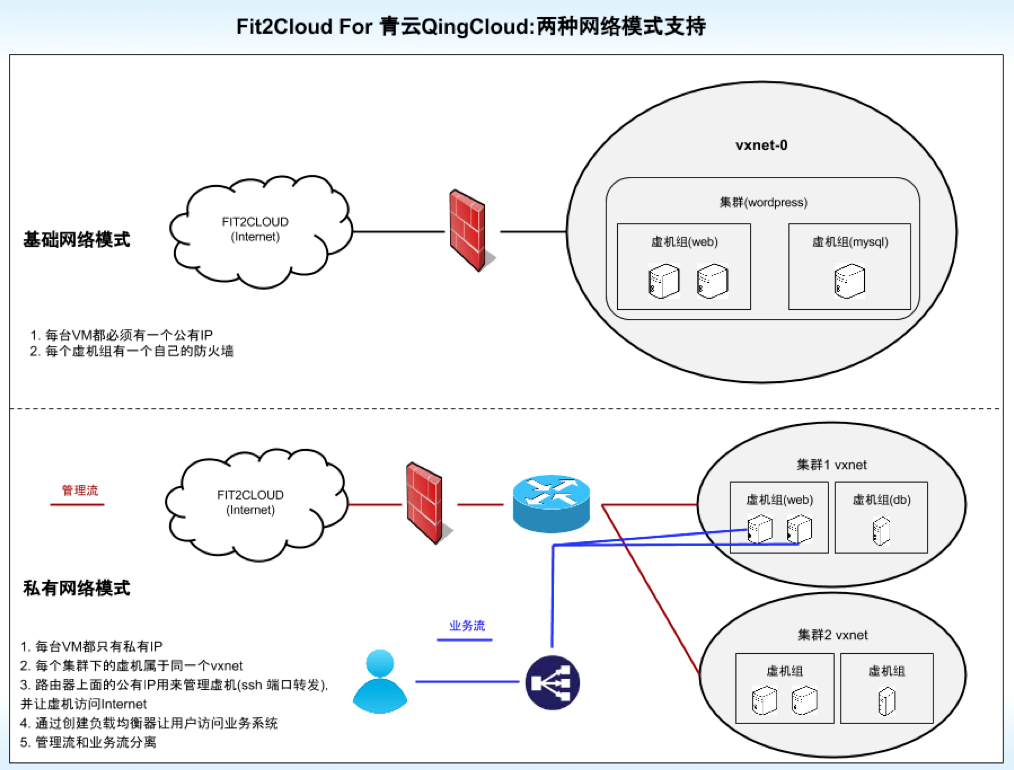 Fit2Cloud For 青云QingCloud:两种网络模式支持
vxnet-0
集群(wordpress)
虚机组(web)
虚机组(mysql)
FIT2CLOUD
(Internet)
基础网络模式
1. 每台VM都必须有一个公有IP
2. 每个虚机组有一个自己的防火墙
管理流
FIT2CLOUD
(Internet)
集群1 vxnet
虚机组(web)
虚机组(db)
私有网络模式
1. 每台VM都只有私有IP
2. 每个集群下的虚机属于同一个vxnet
3. 路由器上面的公有IP用来管理虚机(ssh 端口转发),
并让虚机访问Internet
4. 通过创建负载均衡器让用户访问业务系统
5. 管理流和业务流分离
业务流
集群2 vxnet
虚机组
虚机组